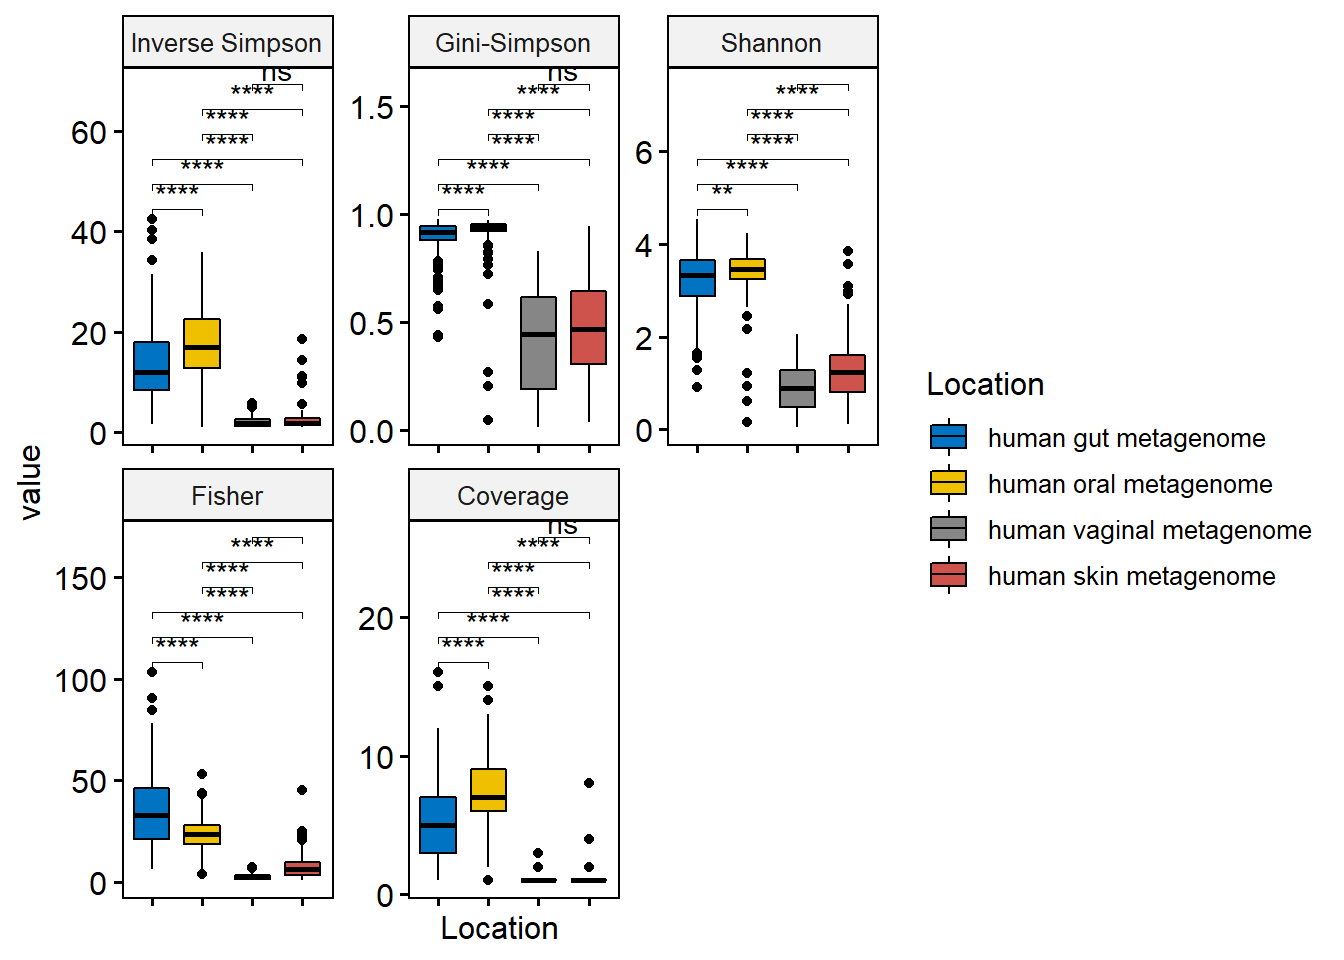 Inverse Simpson
Gini-Simpson
Shannon
ns
****
****
****
****
****
60
40
20
0
ns
****
****
****
****
****
1.5
1.0
0.5
0.0
****
****
****
****
**
6
4
2
0
value
Fisher
Coverage
****
****
****
****
****
150
100
50
0
ns
****
****
****
****
****
20
10
0
Location
Location
human gut metagenome
human oral metagenome
human vaginal metagenome
human skin metagenome